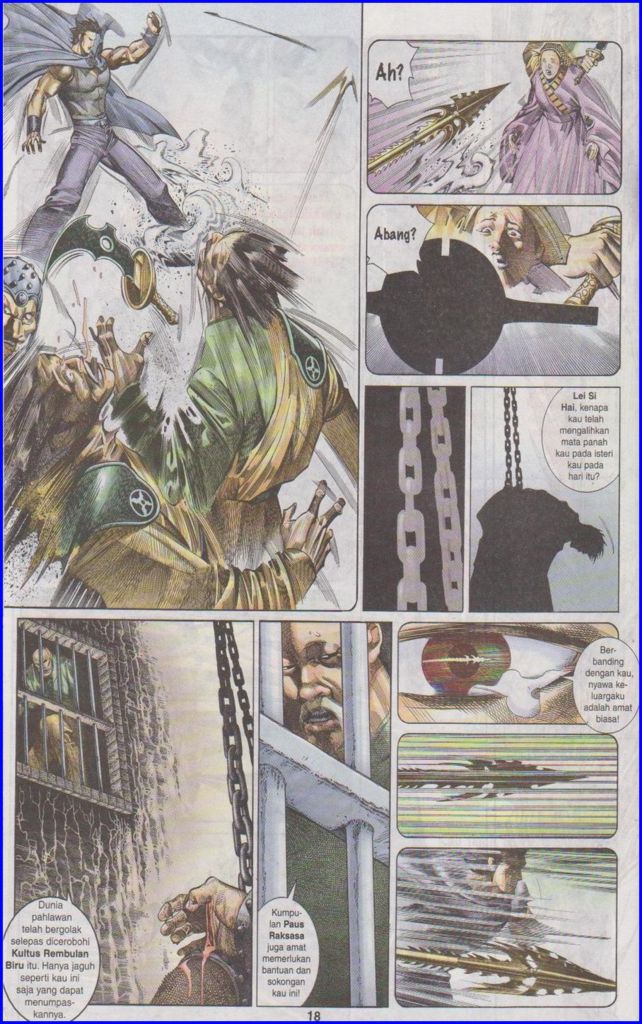 Ah?
Abang?
Lei Si
Hai, kenapa
kau telah
mengalihkan
mata panah
kau pada isteri
kau pada
hari itu?
Dunia
pahlawan
telah bergolak
selepas dicerobohi
Kultus Rembulan
Biru itu. Hanya jaguh
seperti kau ini
saja yang dapat
menumpas-
kannya.
Kumpu-
lan Paus
Raksasa
juga amat
memerlukan
bantuan dan
sokongan
kau ini!
Ber-
banding
dengan kau,
nyawa ke-
luargaku
adalah amat
biasa!
18